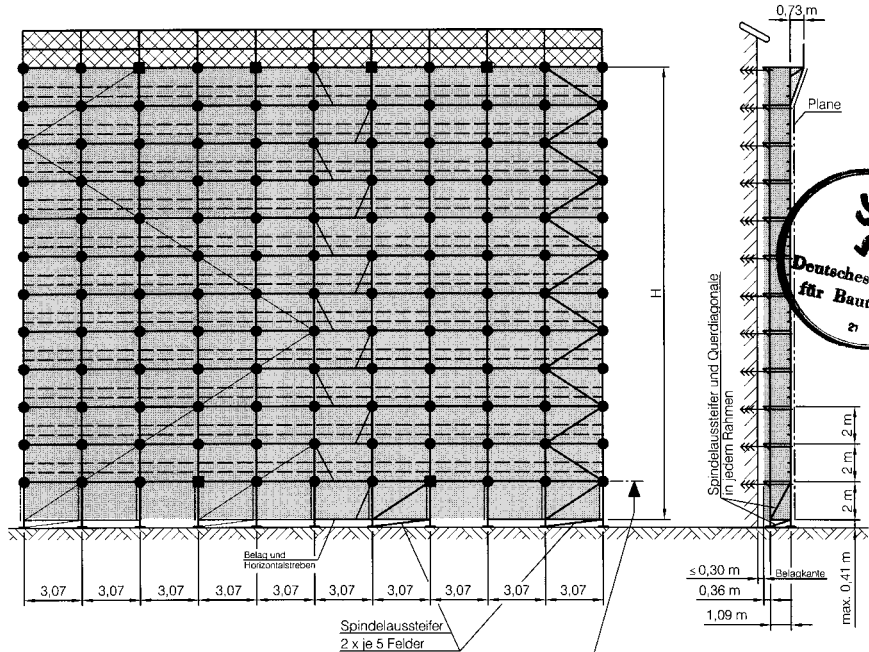 0,73 m
Plane
H
Deutsches
für Baut
21
Spindelaussteifer und Querdiagonale
in jedem Rahmen
2 m
2 m
2 m
Belag und
Horizontalstreben
≤ 0,30 m
Belagkante
0,36 m
1,09 m
max. 0,41 m
3,07 3,07 3,07 3,07 3,07 3,07 3,07 3,07 3,07 3,07
Spindelaussteifer
2 x je 5 Felder